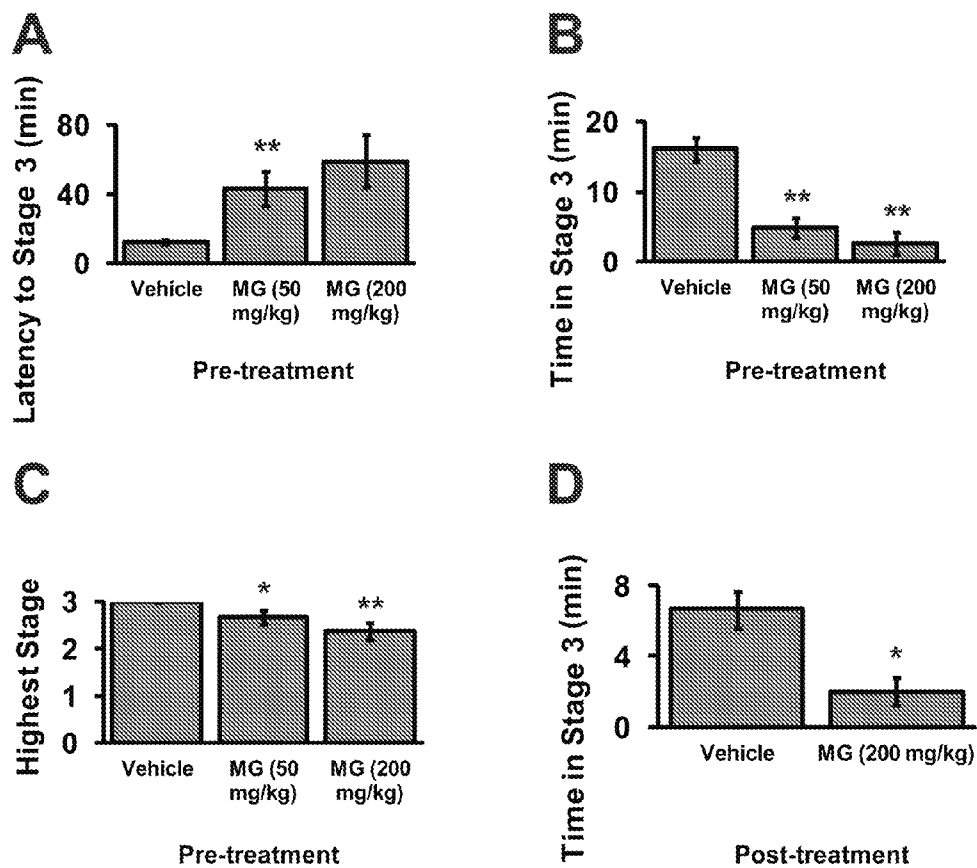 A
Latency to Stage 3 (min)
80
40
0
**
Vehicle
MG (50 mg/kg)
MG (200 mg/kg)
Pre-treatment
B
Time in Stage 3 (min)
20
10
0
**
**
Vehicle
MG (50 mg/kg)
MG (200 mg/kg)
Pre-treatment
C
Highest Stage
3
2
1
0
*
**
Vehicle
MG (50 mg/kg)
MG (200 mg/kg)
Pre-treatment
D
Time in Stage 3 (min)
8
4
0
*
Vehicle
MG (200 mg/kg)
Post-treatment